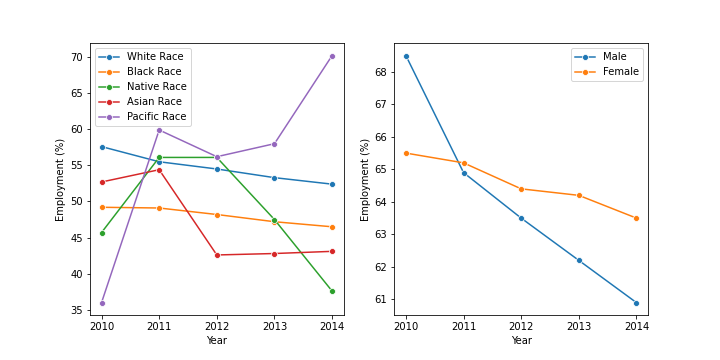 White Race
Black Race
Native Race
Asian Race
Pacific Race
70
65
60
55
50
45
40
35
Employment (%)
2010 2011 2012 2013 2014
Year
Male
Female
68
67
66
65
64
63
62
61
Employment (%)
2010 2011 2012 2013 2014
Year